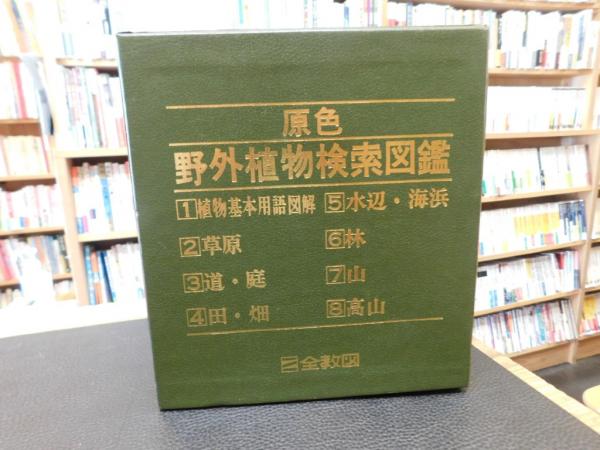 原色
野外植物検索図鑑
1植物基本用語図解
2草原
3道・庭
4田・畑
5水辺・海浜
6林
7山
8高山
全教図